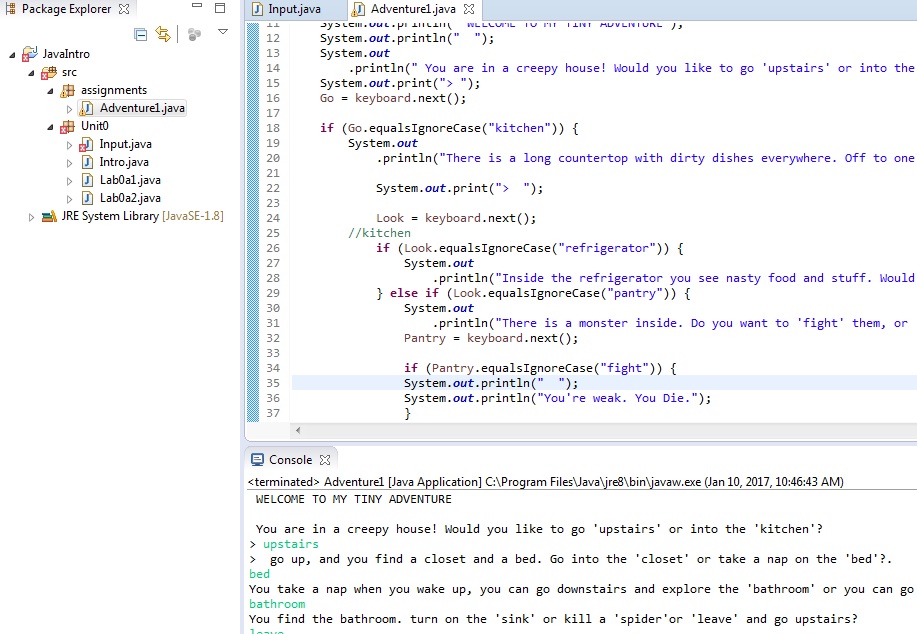 Package Explorer
JavaIntro
src
assignments
Adventure1.java
Unit0
Input.java
Intro.java
Lab0a1.java
Lab0a2.java
JRE System Library [JavaSE-1.8]
Input.java
Adventure1.java
11 System.out.println(" WELCOME TO MY TINY ADVENTURE");
12 System.out.println("  ");
13 System.out
14 .println(" You are in a creepy house! Would you like to go 'upstairs' or into the
15 System.out.print("> ");
16 Go = keyboard.next();
17
18 if (Go.equalsIgnoreCase("kitchen")) {
19 System.out
20 .println("There is a long countertop with dirty dishes everywhere. Off to one
21
22 System.out.print(">  ");
23
24 Look = keyboard.next();
25 //kitchen
26 if (Look.equalsIgnoreCase("refrigerator")) {
27 System.out
28 .println("Inside the refrigerator you see nasty food and stuff. Would
29 } else if (Look.equalsIgnoreCase("pantry")) {
30 System.out
31 .println("There is a monster inside. Do you want to 'fight' them, or
32 Pantry = keyboard.next();
33
34 if (Pantry.equalsIgnoreCase("fight")) {
35 System.out.println("  ");
36 System.out.println("You're weak. You Die.");
37 }
Console
<terminated> Adventure1 [Java Application] C:\Program Files\Java\jre8\bin\javaw.exe (Jan 10, 2017, 10:46:43 AM)
WELCOME TO MY TINY ADVENTURE
You are in a creepy house! Would you like to go 'upstairs' or into the 'kitchen'?
> upstairs
>  go up, and you find a closet and a bed. Go into the 'closet' or take a nap on the 'bed'?.
bed
You take a nap when you wake up, you can go downstairs and explore the 'bathroom' or you can go
bathroom
You find the bathroom. turn on the 'sink' or kill a 'spider'or 'leave' and go upstairs?
leave